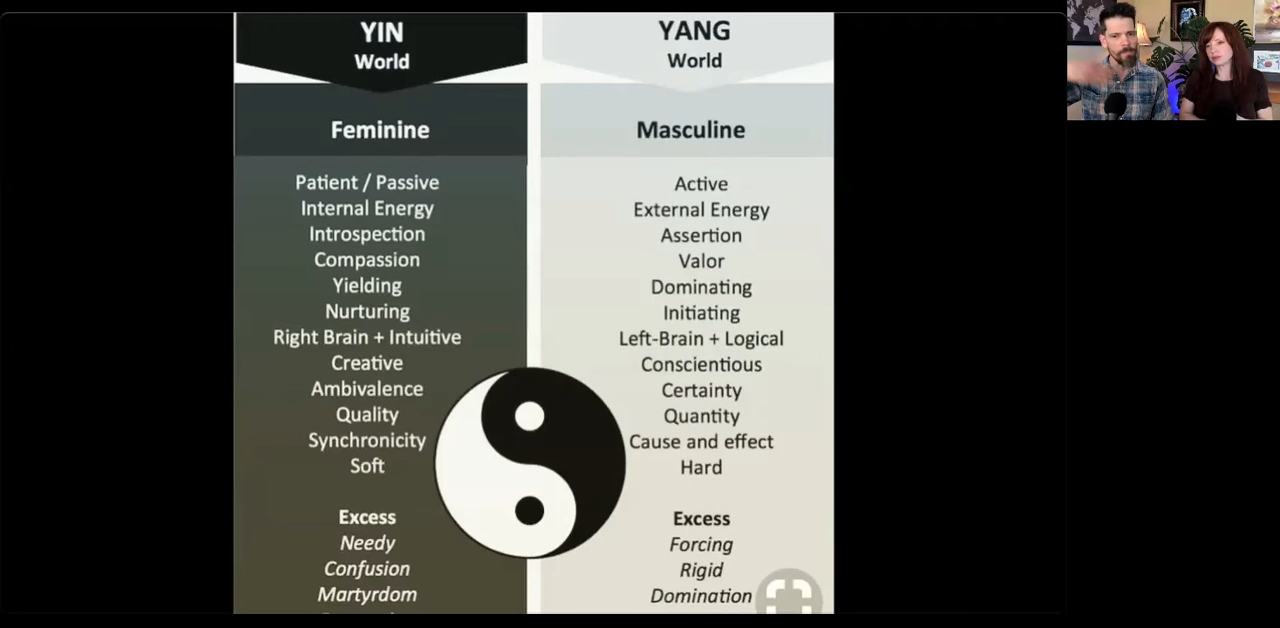 YIN
World
Feminine
Patient / Passive
Internal Energy
Introspection
Compassion
Yielding
Nurturing
Right Brain + Intuitive
Creative
Ambivalence
Quality
Synchronicity
Soft
Excess
Needy
Confusion
Martyrdom
YANG
World
Masculine
Active
External Energy
Assertion
Valor
Dominating
Initiating
Left-Brain + Logical
Conscientious
Certainty
Quantity
Cause and effect
Hard
Excess
Forcing
Rigid
Domination